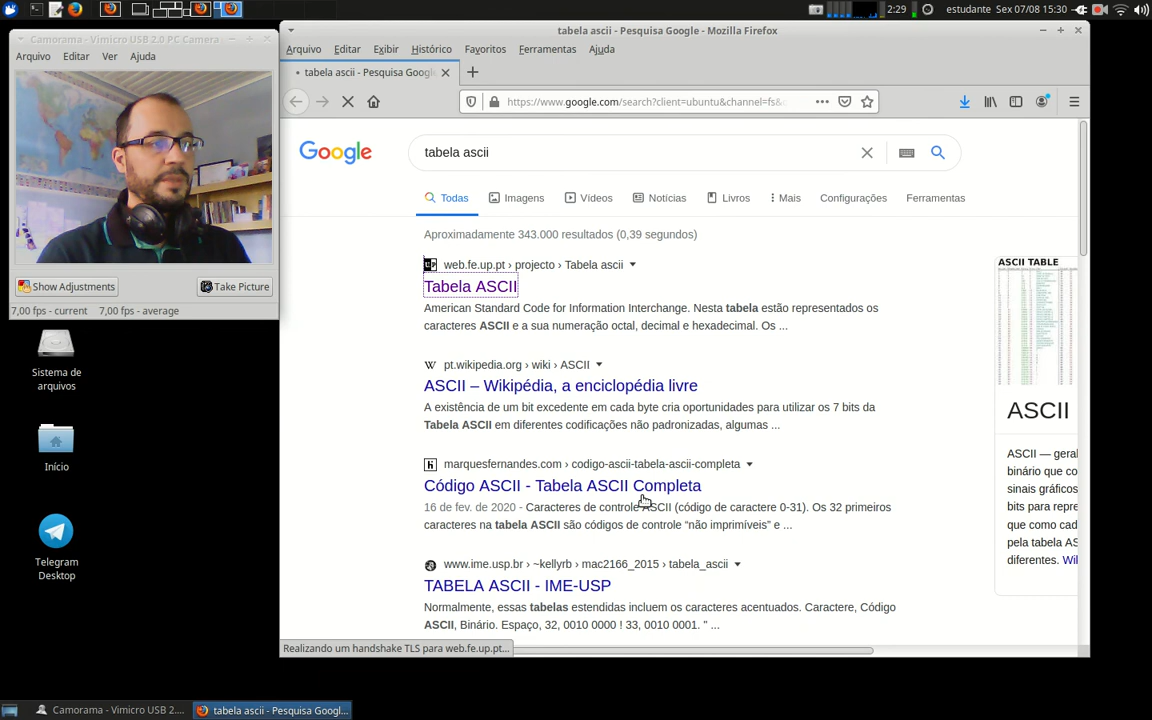 2:29
estudante Sex 07/08 15:30
Camorama - Vimicro USB 2.0 PC Camera
Arquivo Editar Ver Ajuda
Show Adjustments
Take Picture
7,00 fps - current 7,00 fps - average
Sistema de
arquivos
Início
Telegram
Desktop
tabela ascii - Pesquisa Google - Mozilla Firefox
Arquivo Editar Exibir Histórico Favoritos Ferramentas Ajuda
tabela ascii - Pesquisa Google
https://www.google.com/search?client=ubuntu&channel=fs&c
Google
tabela ascii
Todas Imagens Vídeos Notícias Livros Mais Configurações Ferramentas
Aproximadamente 343.000 resultados (0,39 segundos)
web.fe.up.pt › projecto › Tabela ascii
Tabela ASCII
American Standard Code for Information Interchange. Nesta tabela estão representados os
caracteres ASCII e a sua numeração octal, decimal e hexadecimal. Os ...
pt.wikipedia.org › wiki › ASCII
ASCII – Wikipédia, a enciclopédia livre
A existência de um bit excedente em cada byte cria oportunidades para utilizar os 7 bits da
Tabela ASCII em diferentes codificações não padronizadas, algumas ...
marquesfernandes.com › codigo-ascii-tabela-ascii-completa
Código ASCII - Tabela ASCII Completa
16 de fev. de 2020 - Caracteres de controle ASCII (código de caractere 0-31). Os 32 primeiros
caracteres na tabela ASCII são códigos de controle “não imprimíveis” e ...
www.ime.usp.br › ~kellyrb › mac2166_2015 › tabela_ascii
TABELA ASCII - IME-USP
Normalmente, essas tabelas estendidas incluem os caracteres acentuados. Caractere, Código
ASCII, Binário. Espaço, 32, 0010 0000 ! 33, 0010 0001. " ...
ASCII TABLE
ASCII
ASCII — geral
binário que co
sinais gráficos
bits para repre
que como cad
pela tabela AS
diferentes. Wil
Realizando um handshake TLS para web.fe.up.pt...
Camorama - Vimicro USB 2....
tabela ascii - Pesquisa Googl...